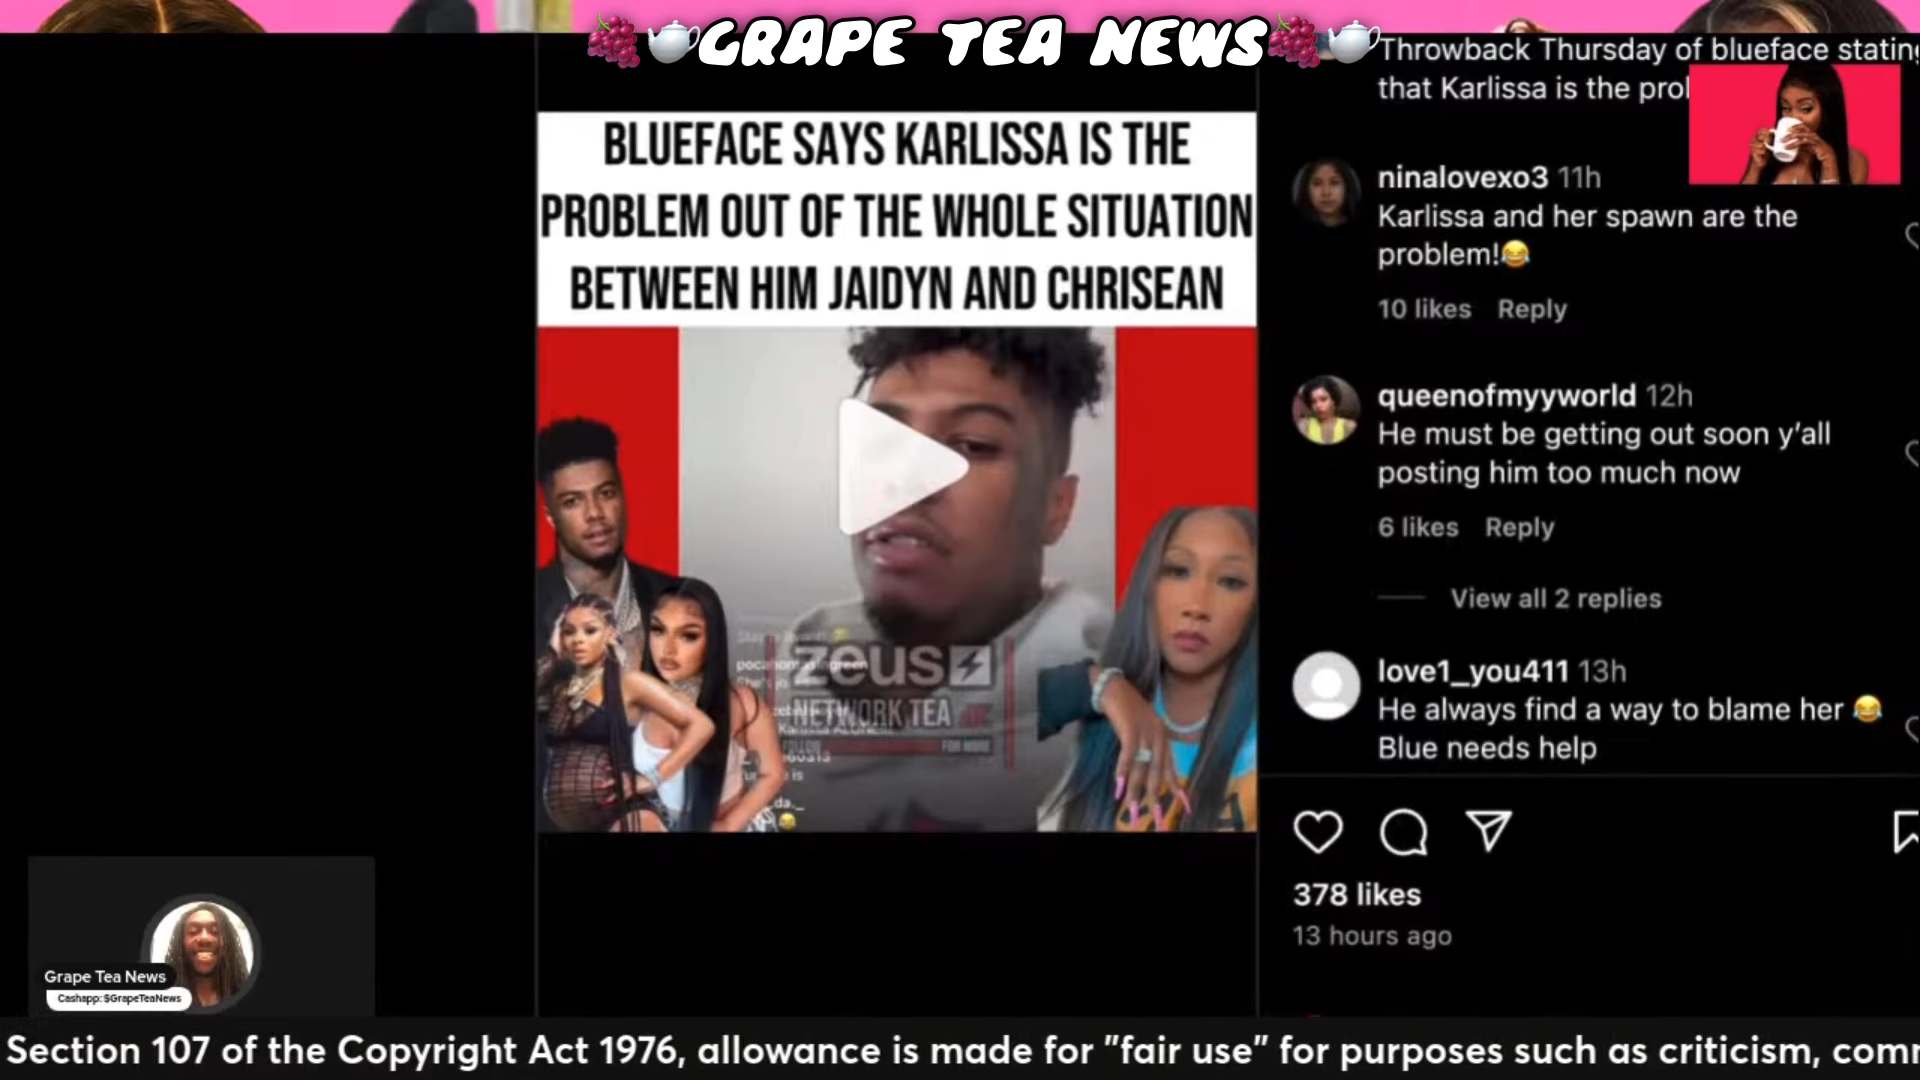 GRAPE TEA NEWS
BLUEFACE SAYS KARLISSA IS THE
PROBLEM OUT OF THE WHOLE SITUATION
BETWEEN HIM JAIDYN AND CHRISEAN
zeus
NETWORK TEA
FOLLOW
FOR MORE
Throwback Thursday of blueface stating
that Karlissa is the
ninalovexo3 11h
Karlissa and her spawn are the
problem!😂
10 likes Reply
queenofmyyworld 12h
He must be getting out soon y’all
posting him too much now
6 likes Reply
View all 2 replies
love1_you411 13h
He always find a way to blame her 😂
Blue needs help
378 likes
13 hours ago
Grape Tea News
Cashapp: $GrapeTeaNews
Section 107 of the Copyright Act 1976, allowance is made for "fair use" for purposes such as criticism,